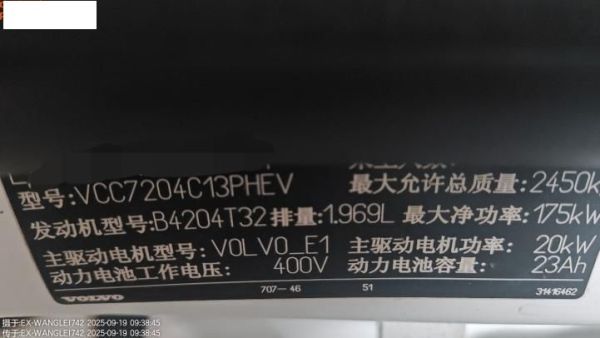 型号:VCC7204C13PHEV 最大允许总质量:2450k
发动机型号:B4204T32 排量:1.969L 最大净功率:175kW
主驱动电机型号:VOLVO_E1 主驱动电机功率: 20kW
动力电池工作电压: 400V 动力电池容量: 23Ah
707-46 51
VOLVO 31416462
摄于:EX-WANGLEI742 2025-09-19 09:38:45
传于:EX-WANGLEI742 2025-09-19 09:38:45